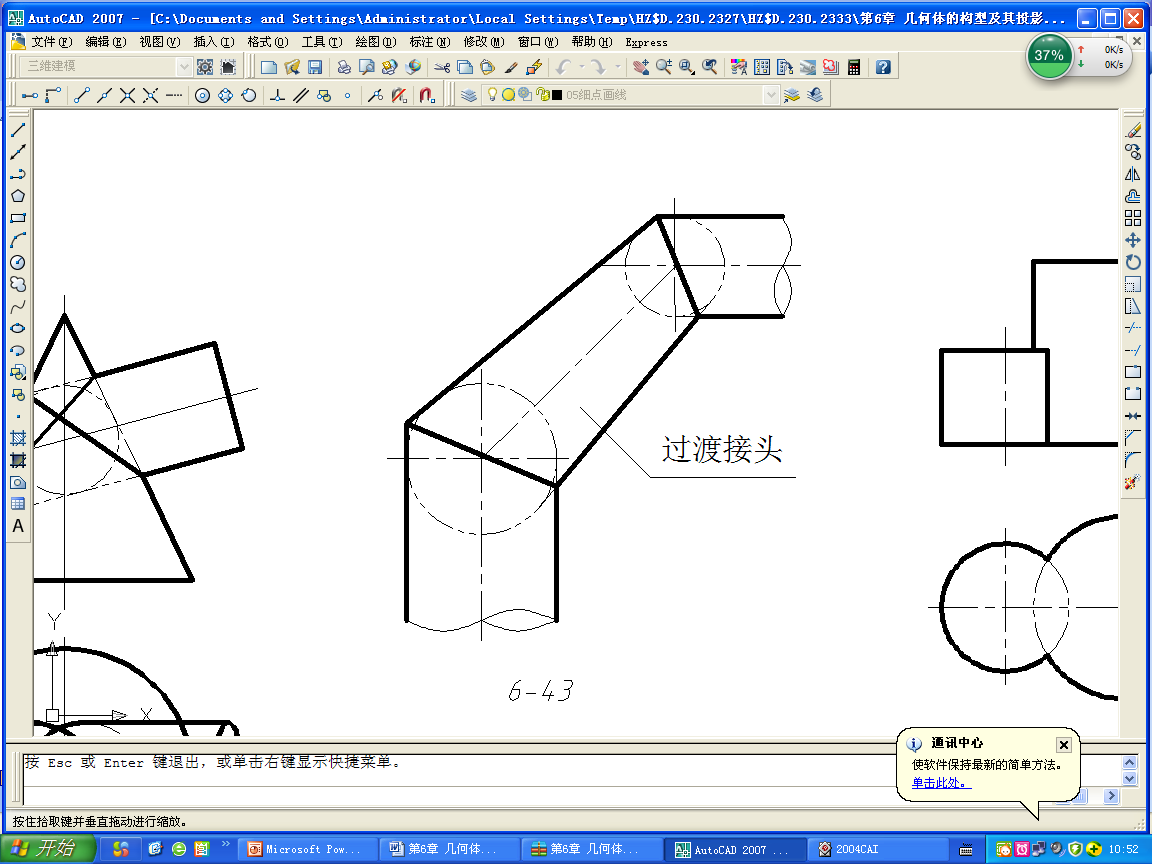 AutoCAD 2007 - [C:\Documents and Settings\Administrator\Local Settings\Temp\HZ$D.230.2327\HZ$D.230.2333\第6章 几何体的构型及其投影...
文件(F) 编辑(E) 视图(V) 插入(I) 格式(O) 工具(T) 绘图(D) 标注(N) 修改(M) 窗口(W) 帮助(H) Express
37%
0K/s
0K/s
三维建模
05细点画线
过渡接头
6-43
Y
X
A
通讯中心
使软件保持最新的简单方法。
单击此处。
按 Esc 或 Enter 键退出，或单击右键显示快捷菜单。
按住拾取键并垂直拖动进行缩放。
开始
Microsoft Pow...
第6章 几何体...
第6章 几何体...
AutoCAD 2007 ...
2004CAI
10:52